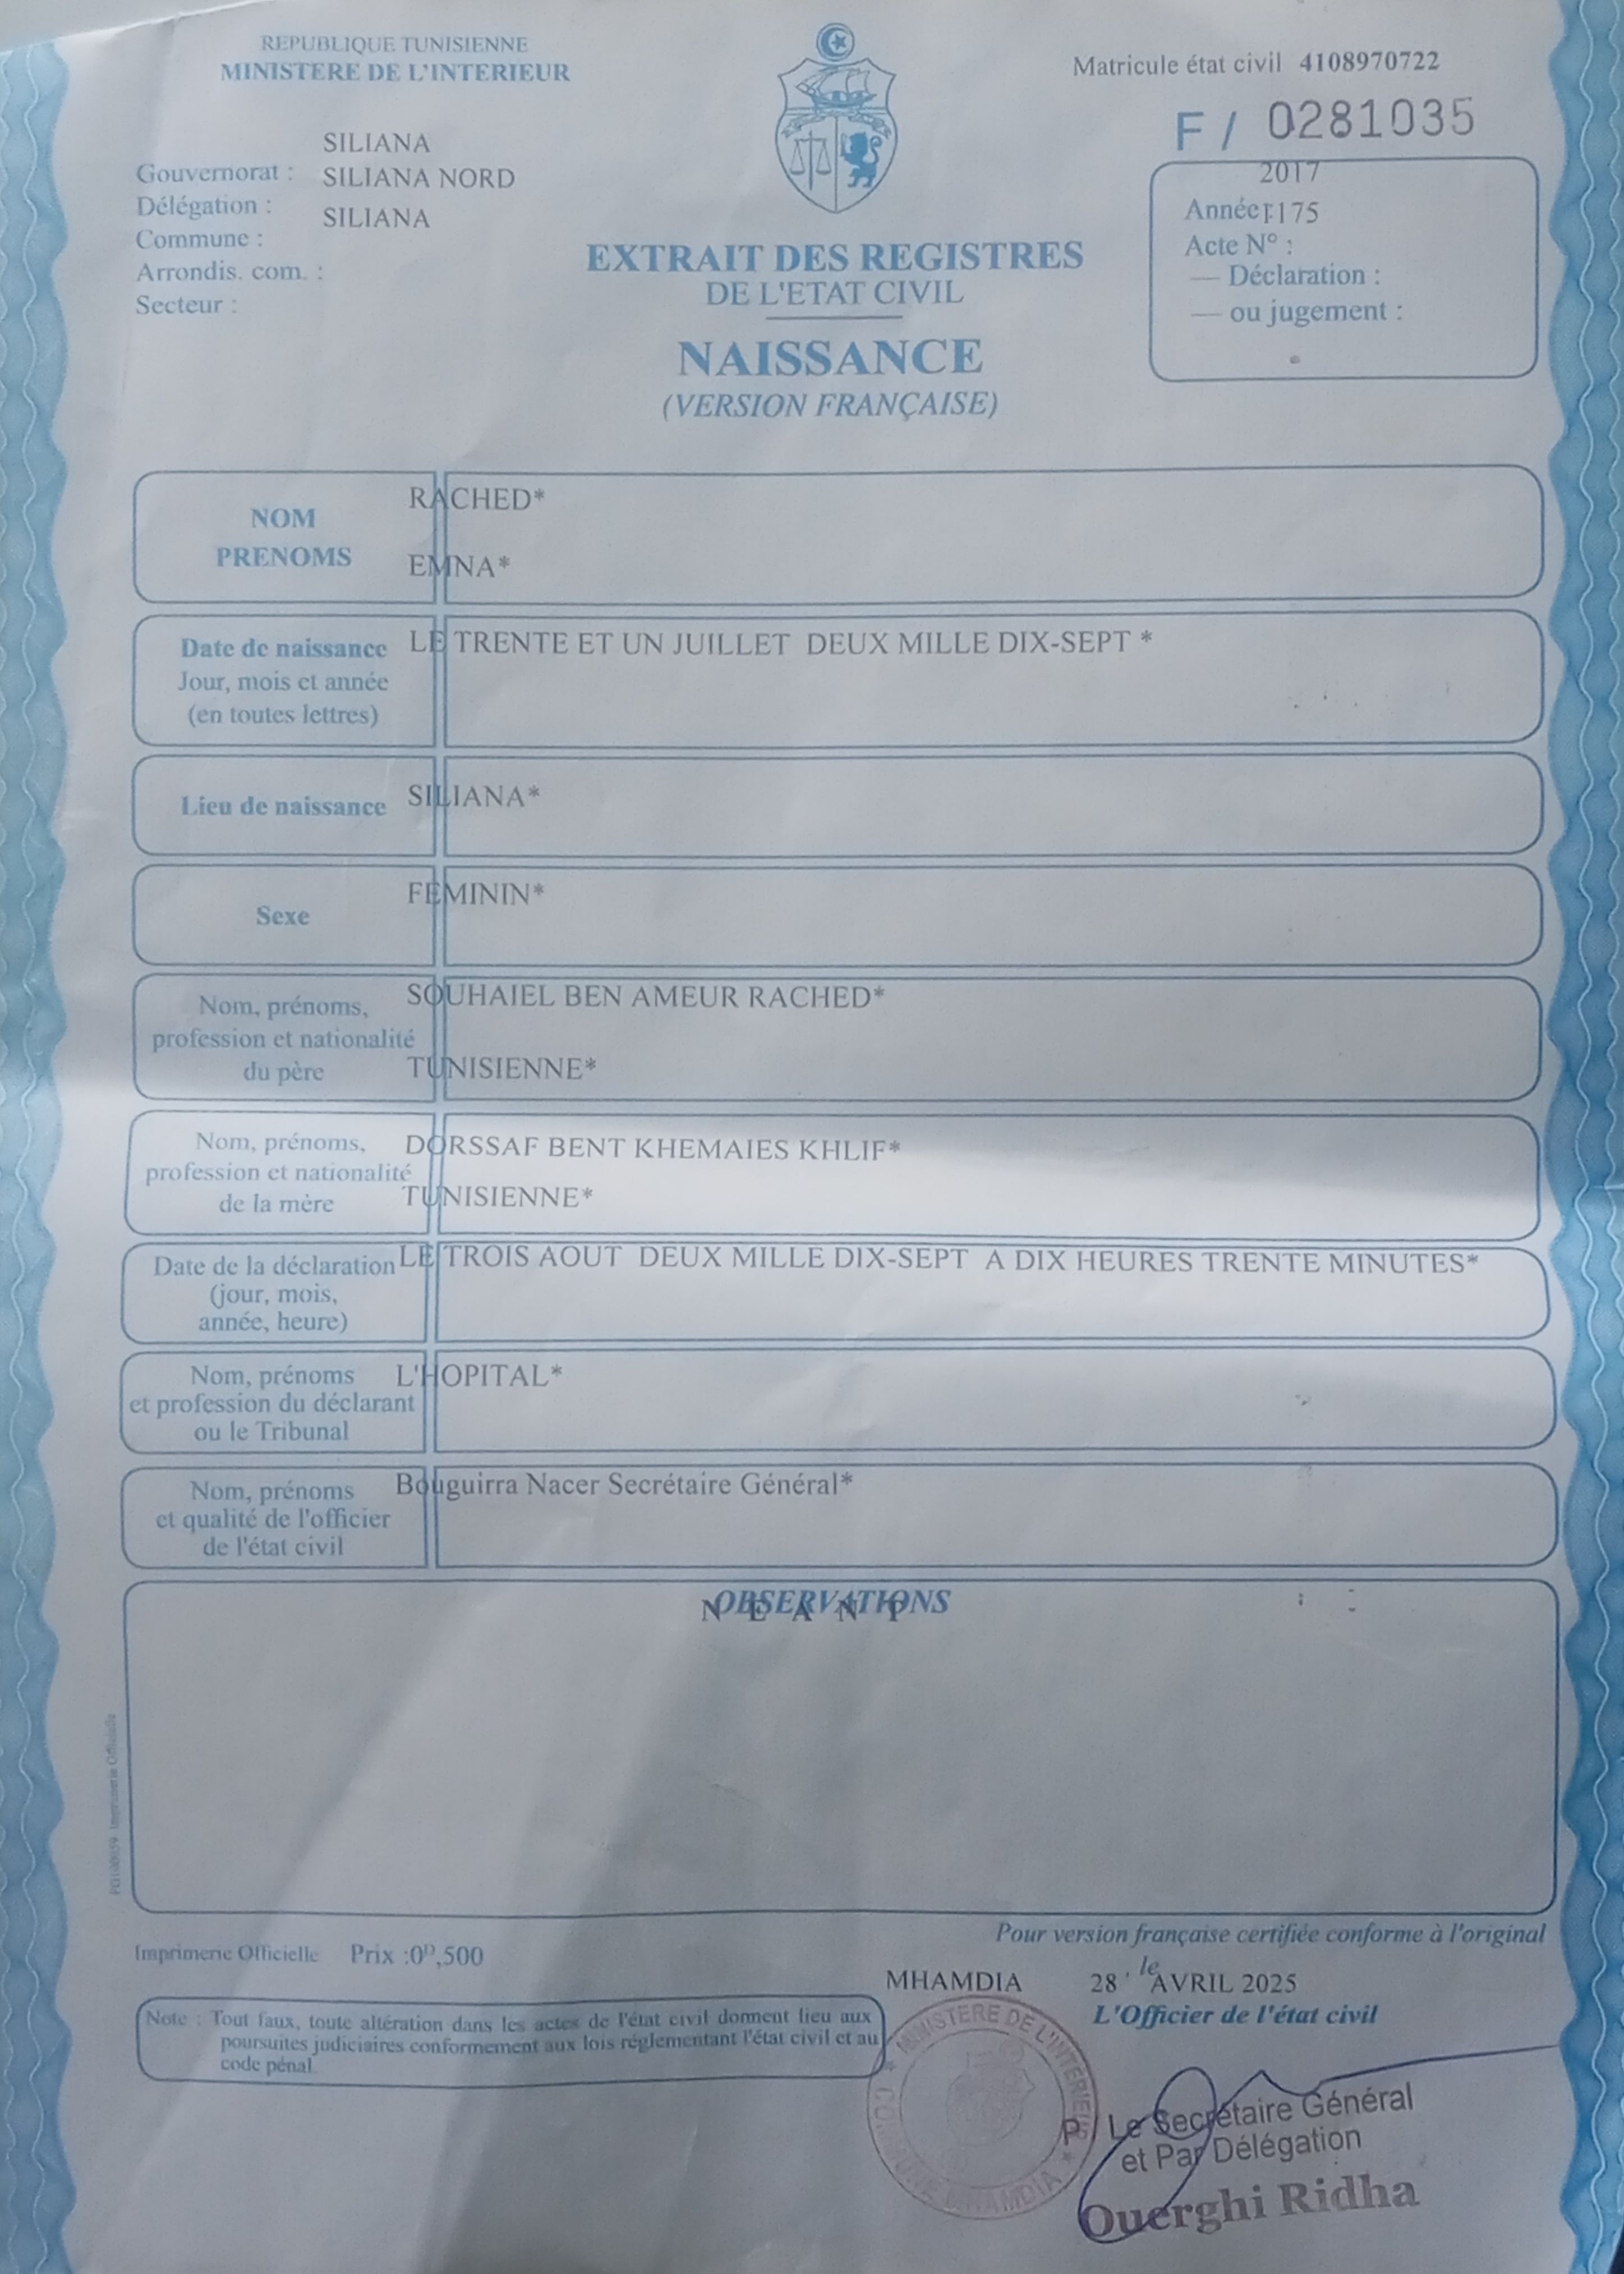 REPUBLIQUE TUNISIENNE
MINISTERE DE L'INTERIEUR
Matricule état civil 4108970722
F / 0281035
SILIANA
Gouvernorat : SILIANA NORD
Délégation :
SILIANA
Commune :
Arrondis. com. :
Secteur :
2017
Année : 1175
Acte N° :
— Déclaration :
— ou jugement :
EXTRAIT DES REGISTRES
DE L'ETAT CIVIL
NAISSANCE
(VERSION FRANÇAISE)
NOM
PRENOMS
RACHED*
EMNA*
Date de naissance
Jour, mois et année
(en toutes lettres)
LE TRENTE ET UN JUILLET DEUX MILLE DIX-SEPT *
Lieu de naissance
SILIANA*
Sexe
FEMININ*
Nom, prénoms,
profession et nationalité
du père
SOUHAIEL BEN AMEUR RACHED*
TUNISIENNE*
Nom, prénoms,
profession et nationalité
de la mère
DORSSAF BENT KHEMAIES KHLIF*
TUNISIENNE*
Date de la déclaration
(jour, mois,
année, heure)
LE TROIS AOUT DEUX MILLE DIX-SEPT A DIX HEURES TRENTE MINUTES*
Nom, prénoms
et profession du déclarant
ou le Tribunal
L'HOPITAL*
Nom, prénoms
et qualité de l'officier
de l'état civil
Bouguirra Nacer Secrétaire Général*
OBSERVATIONS
Imprimerie Officielle
Pour version française certifiée conforme à l'original
Imprimerie Officielle Prix :0ᴰ,500
MHAMDIA 28 le AVRIL 2025
L'Officier de l'état civil
Note : Tout faux, toute altération dans les actes de l'état civil donnent lieu aux
poursuites judiciaires conformement aux lois réglementant l'état civil et au
code pénal.
MINISTERE DE L'INTERIEUR
COMMUNE MHAMDIA
P/ Le Secrétaire Général
et Par Délégation
Ouerghi Ridha